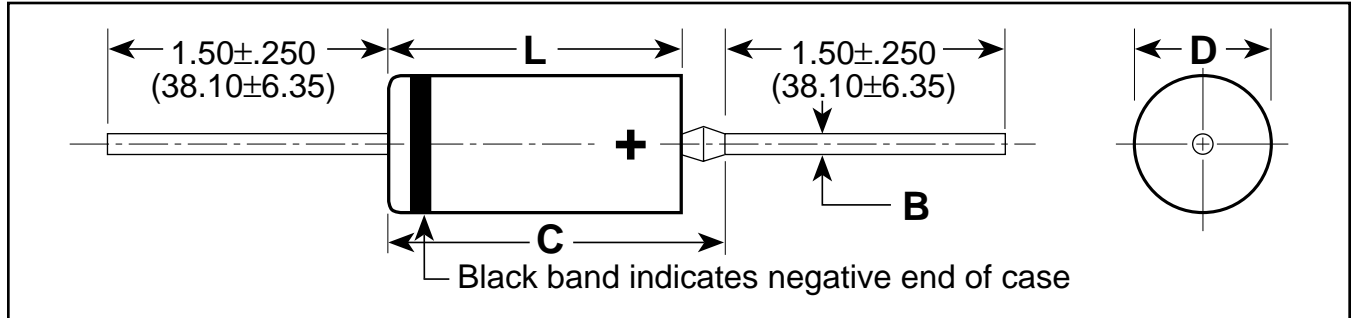 1.50±.250
(38.10±6.35)
L
1.50±.250
(38.10±6.35)
D
+
B
C
Black band indicates negative end of case